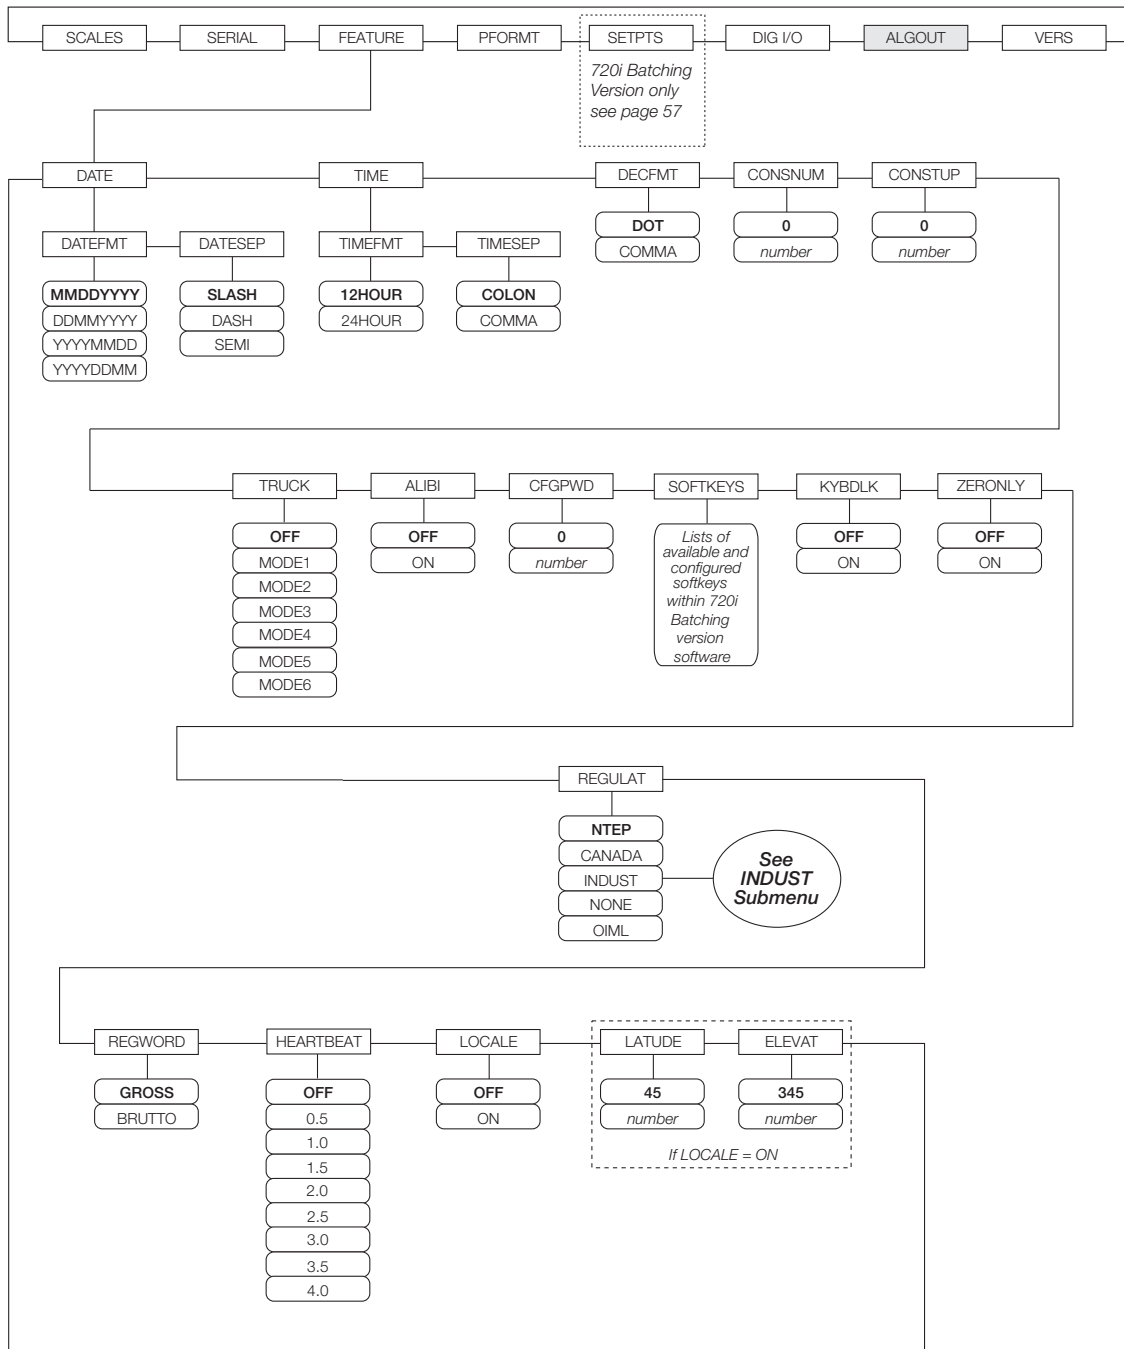 SCALES
SERIAL
FEATURE
PFORMT
SETPTS
DIG I/O
ALGOUT
VERS
720i Batching
Version only
see page 57
DATE
TIME
DECFMT
CONSNUM
CONSTUP
DOT
COMMA
0
number
0
number
DATEFMT
DATESEP
TIMEFMT
TIMESEP
MMDDYYYY
DDMMYYYY
YYYYMMDD
YYYYDDMM
SLASH
DASH
SEMI
12HOUR
24HOUR
COLON
COMMA
TRUCK
ALIBI
CFGPWD
SOFTKEYS
KYBDLK
ZERONLY
OFF
MODE1
MODE2
MODE3
MODE4
MODE5
MODE6
OFF
ON
0
number
Lists of
available and
configured
softkeys
within 720i
Batching
version
software
OFF
ON
OFF
ON
REGULAT
NTEP
CANADA
INDUST
NONE
OIML
See
INDUST
Submenu
REGWORD
HEARTBEAT
LOCALE
LATUDE
ELEVAT
GROSS
BRUTTO
OFF
0.5
1.0
1.5
2.0
2.5
3.0
3.5
4.0
OFF
ON
45
number
345
number
If LOCALE = ON